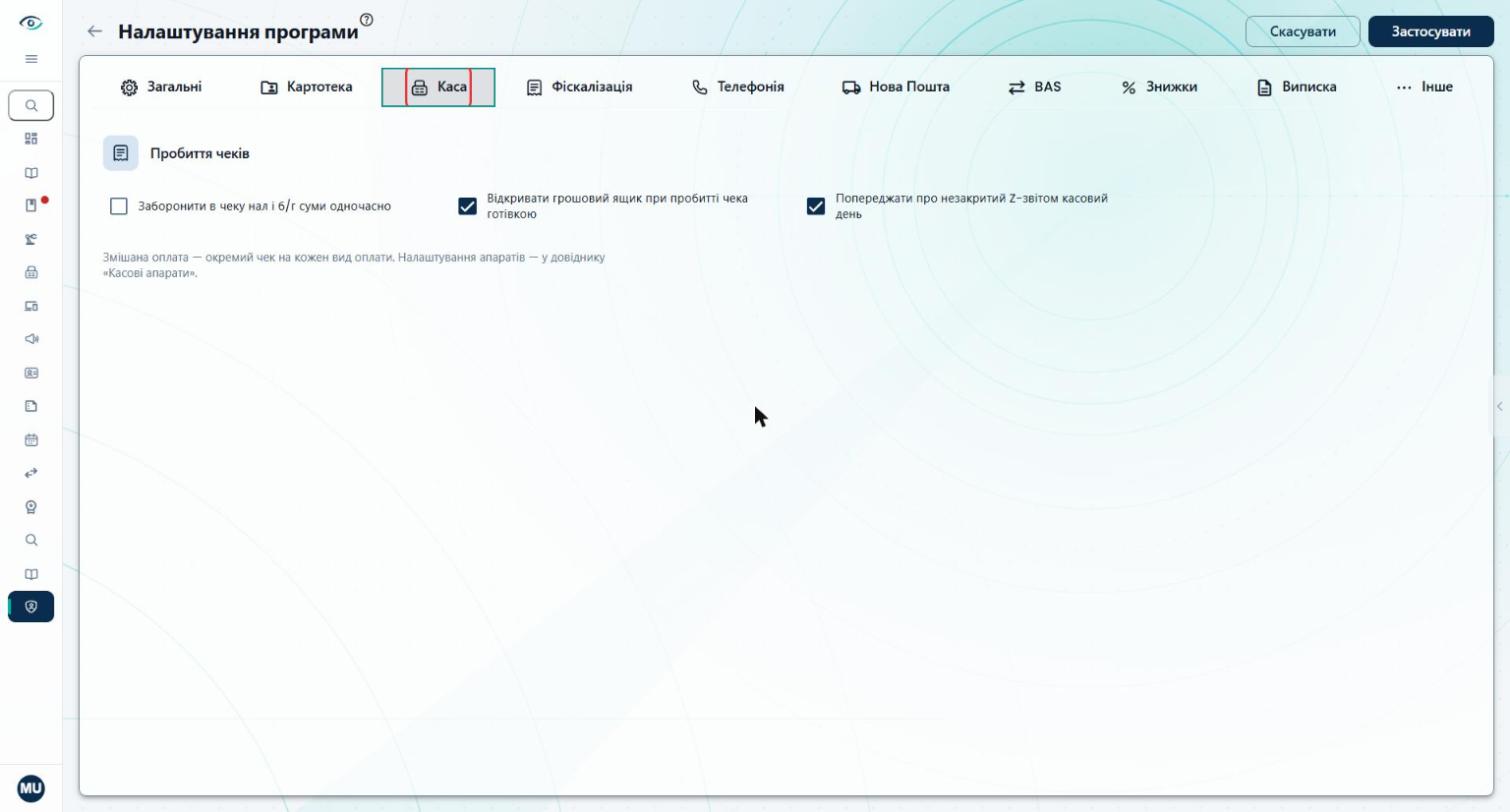 Налаштування програми
Скасувати
Застосувати
Загальні
Картотека
Каса
Фіскалізація
Телефонія
Нова Пошта
BAS
Знижки
Виписка
Інше
Пробиття чеків
Заборонити в чеку нал і б/г суми одночасно
Відкривати грошовий ящик при пробитті чека
готівкою
Попереджати про незакритий Z-звітом касовий
день
Змішана оплата — окремий чек на кожен вид оплати. Налаштування апаратів — у довіднику
«Касові апарати».
MU